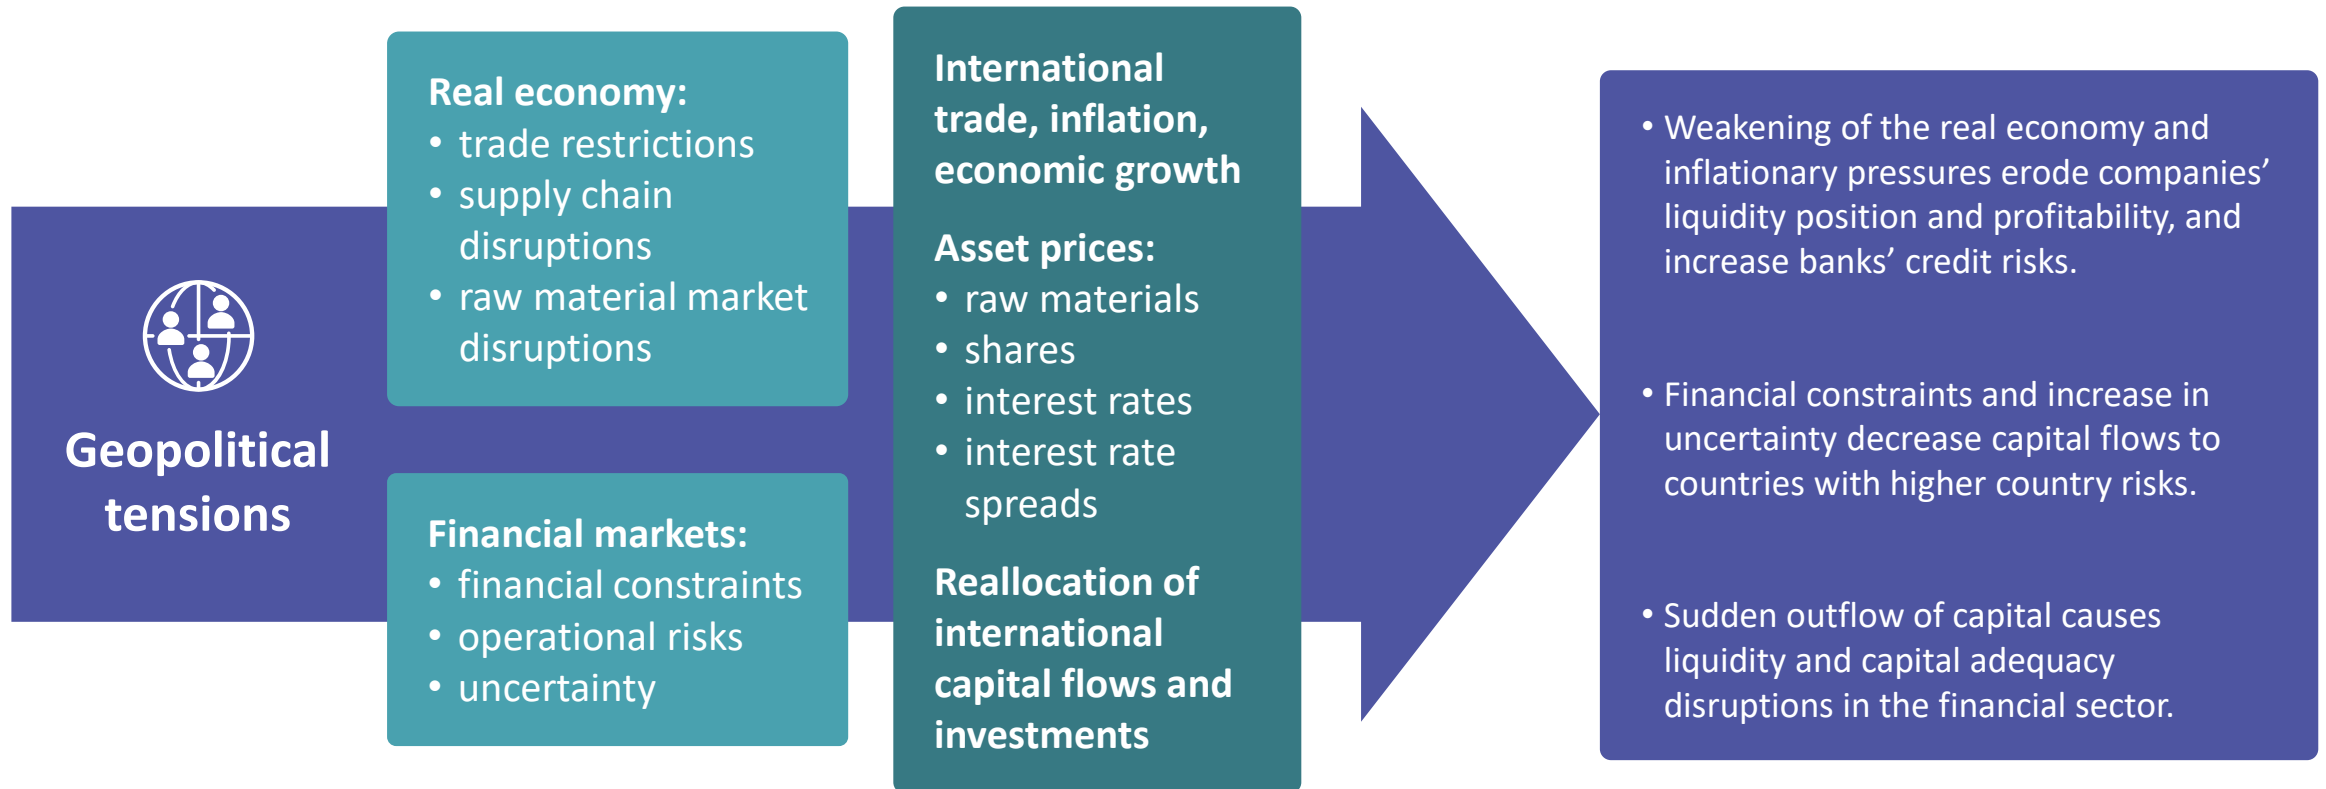 Geopolitical
tensions
Real economy:
• trade restrictions
• supply chain
disruptions
• raw material market
disruptions
Financial markets:
• financial constraints
• operational risks
• uncertainty
International
trade, inflation,
economic growth
Asset prices:
• raw materials
• shares
• interest rates
• interest rate
spreads
Reallocation of
international
capital flows and
investments
• Weakening of the real economy and
inflationary pressures erode companies’
liquidity position and profitability, and
increase banks’ credit risks.
• Financial constraints and increase in
uncertainty decrease capital flows to
countries with higher country risks.
• Sudden outflow of capital causes
liquidity and capital adequacy
disruptions in the financial sector.